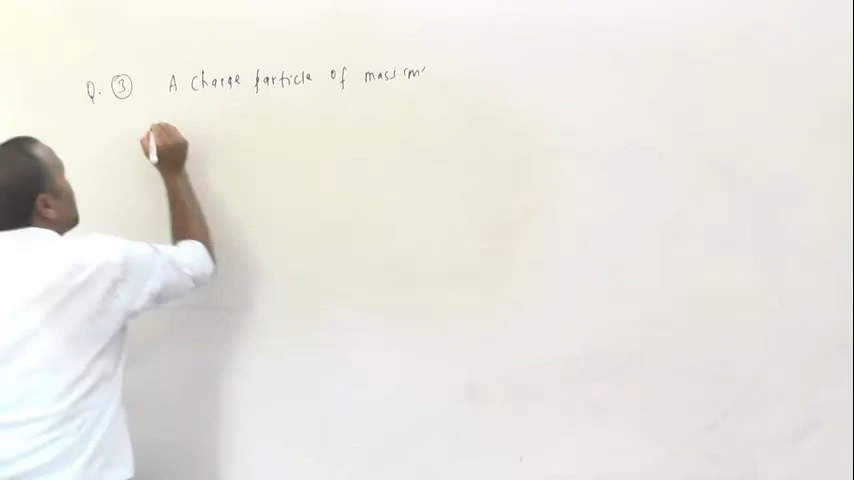 Q. ③ A charge particle of mass 'm'